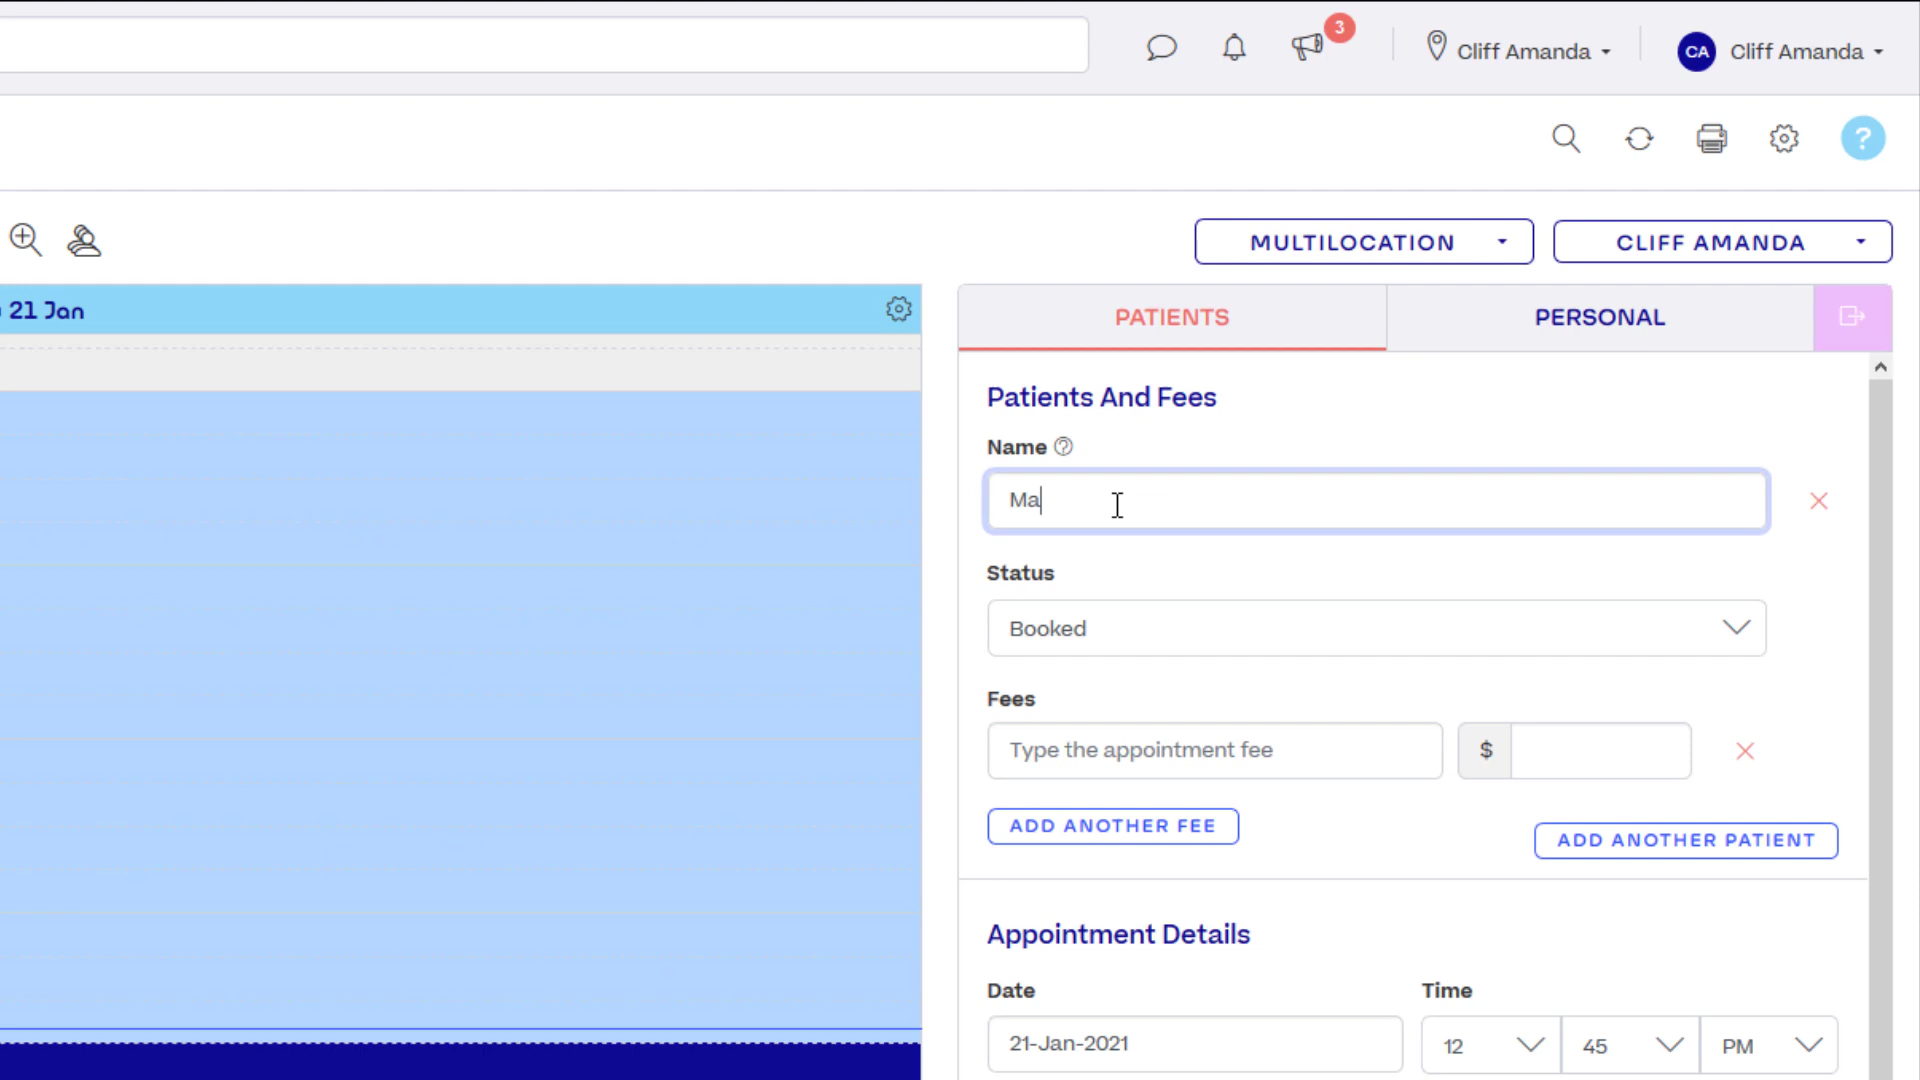 3
Cliff Amanda
CA Cliff Amanda
?
MULTILOCATION
CLIFF AMANDA
21 Jan
PATIENTS
PERSONAL
Patients And Fees
Name ?
Ma
Status
Booked
Fees
Type the appointment fee $
ADD ANOTHER FEE
ADD ANOTHER PATIENT
Appointment Details
Date Time
21-Jan-2021 12 45 PM